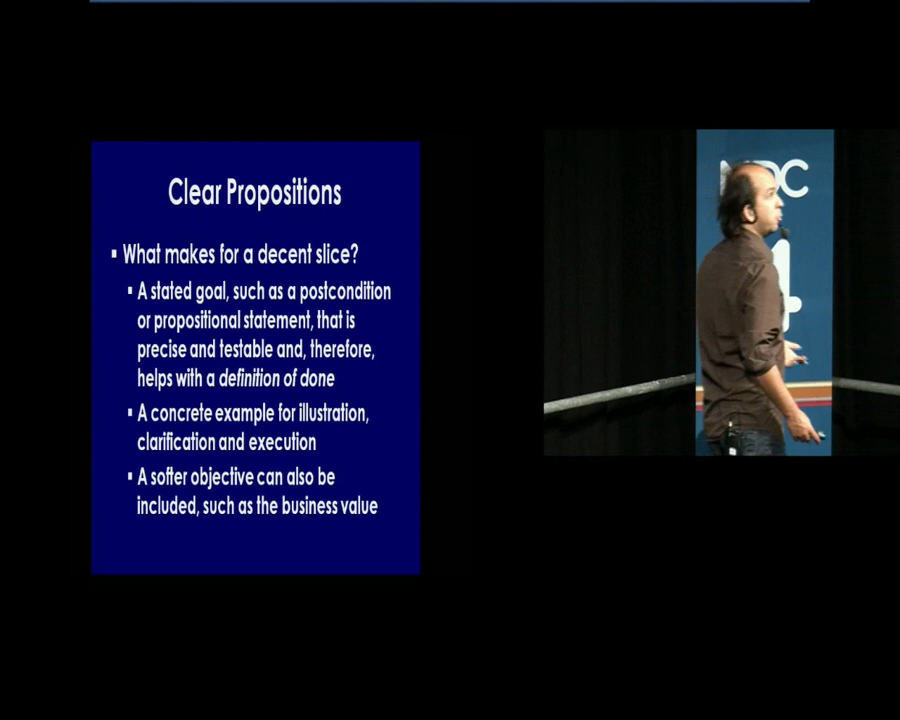 Clear Propositions
▪ What makes for a decent slice?
▪ A stated goal, such as a postcondition
or propositional statement, that is
precise and testable and, therefore,
helps with a definition of done
▪ A concrete example for illustration,
clarification and execution
▪ A softer objective can also be
included, such as the business value